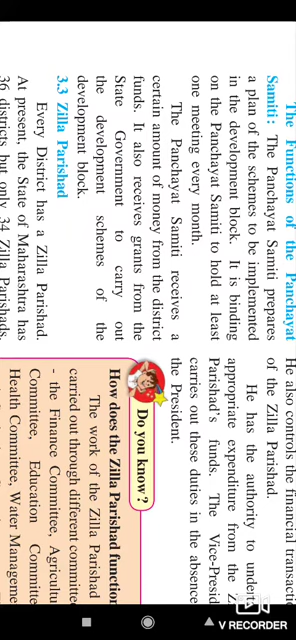 The Functions of the Panchayat
Samiti: The Panchayat Samiti prepares
a plan of the schemes to be implemented
in the development block. It is binding
on the Panchayat Samiti to hold at least
one meeting every month.
The Panchayat Samiti receives a
certain amount of money from the district
funds. It also receives grants from the
State Government to carry out
the development schemes of the
development block.
3.3 Zilla Parishad
Every District has a Zilla Parishad.
At present, the State of Maharashtra has
36 districts but only 34 Zilla Parishads.
He also controls the financial transacti
of the Zilla Parishad.
He has the authority to undert
appropriate expenditure from the Z
Parishad's funds. The Vice-Presid
carries out these duties in the absence
the President.
Do you know?
How does the Zilla Parishad function
The work of the Zilla Parishad
carried out through different committe
- the Finance Committee, Agricultu
Committee, Education Committe
Health Committee, Water Manageme
V RECORDER